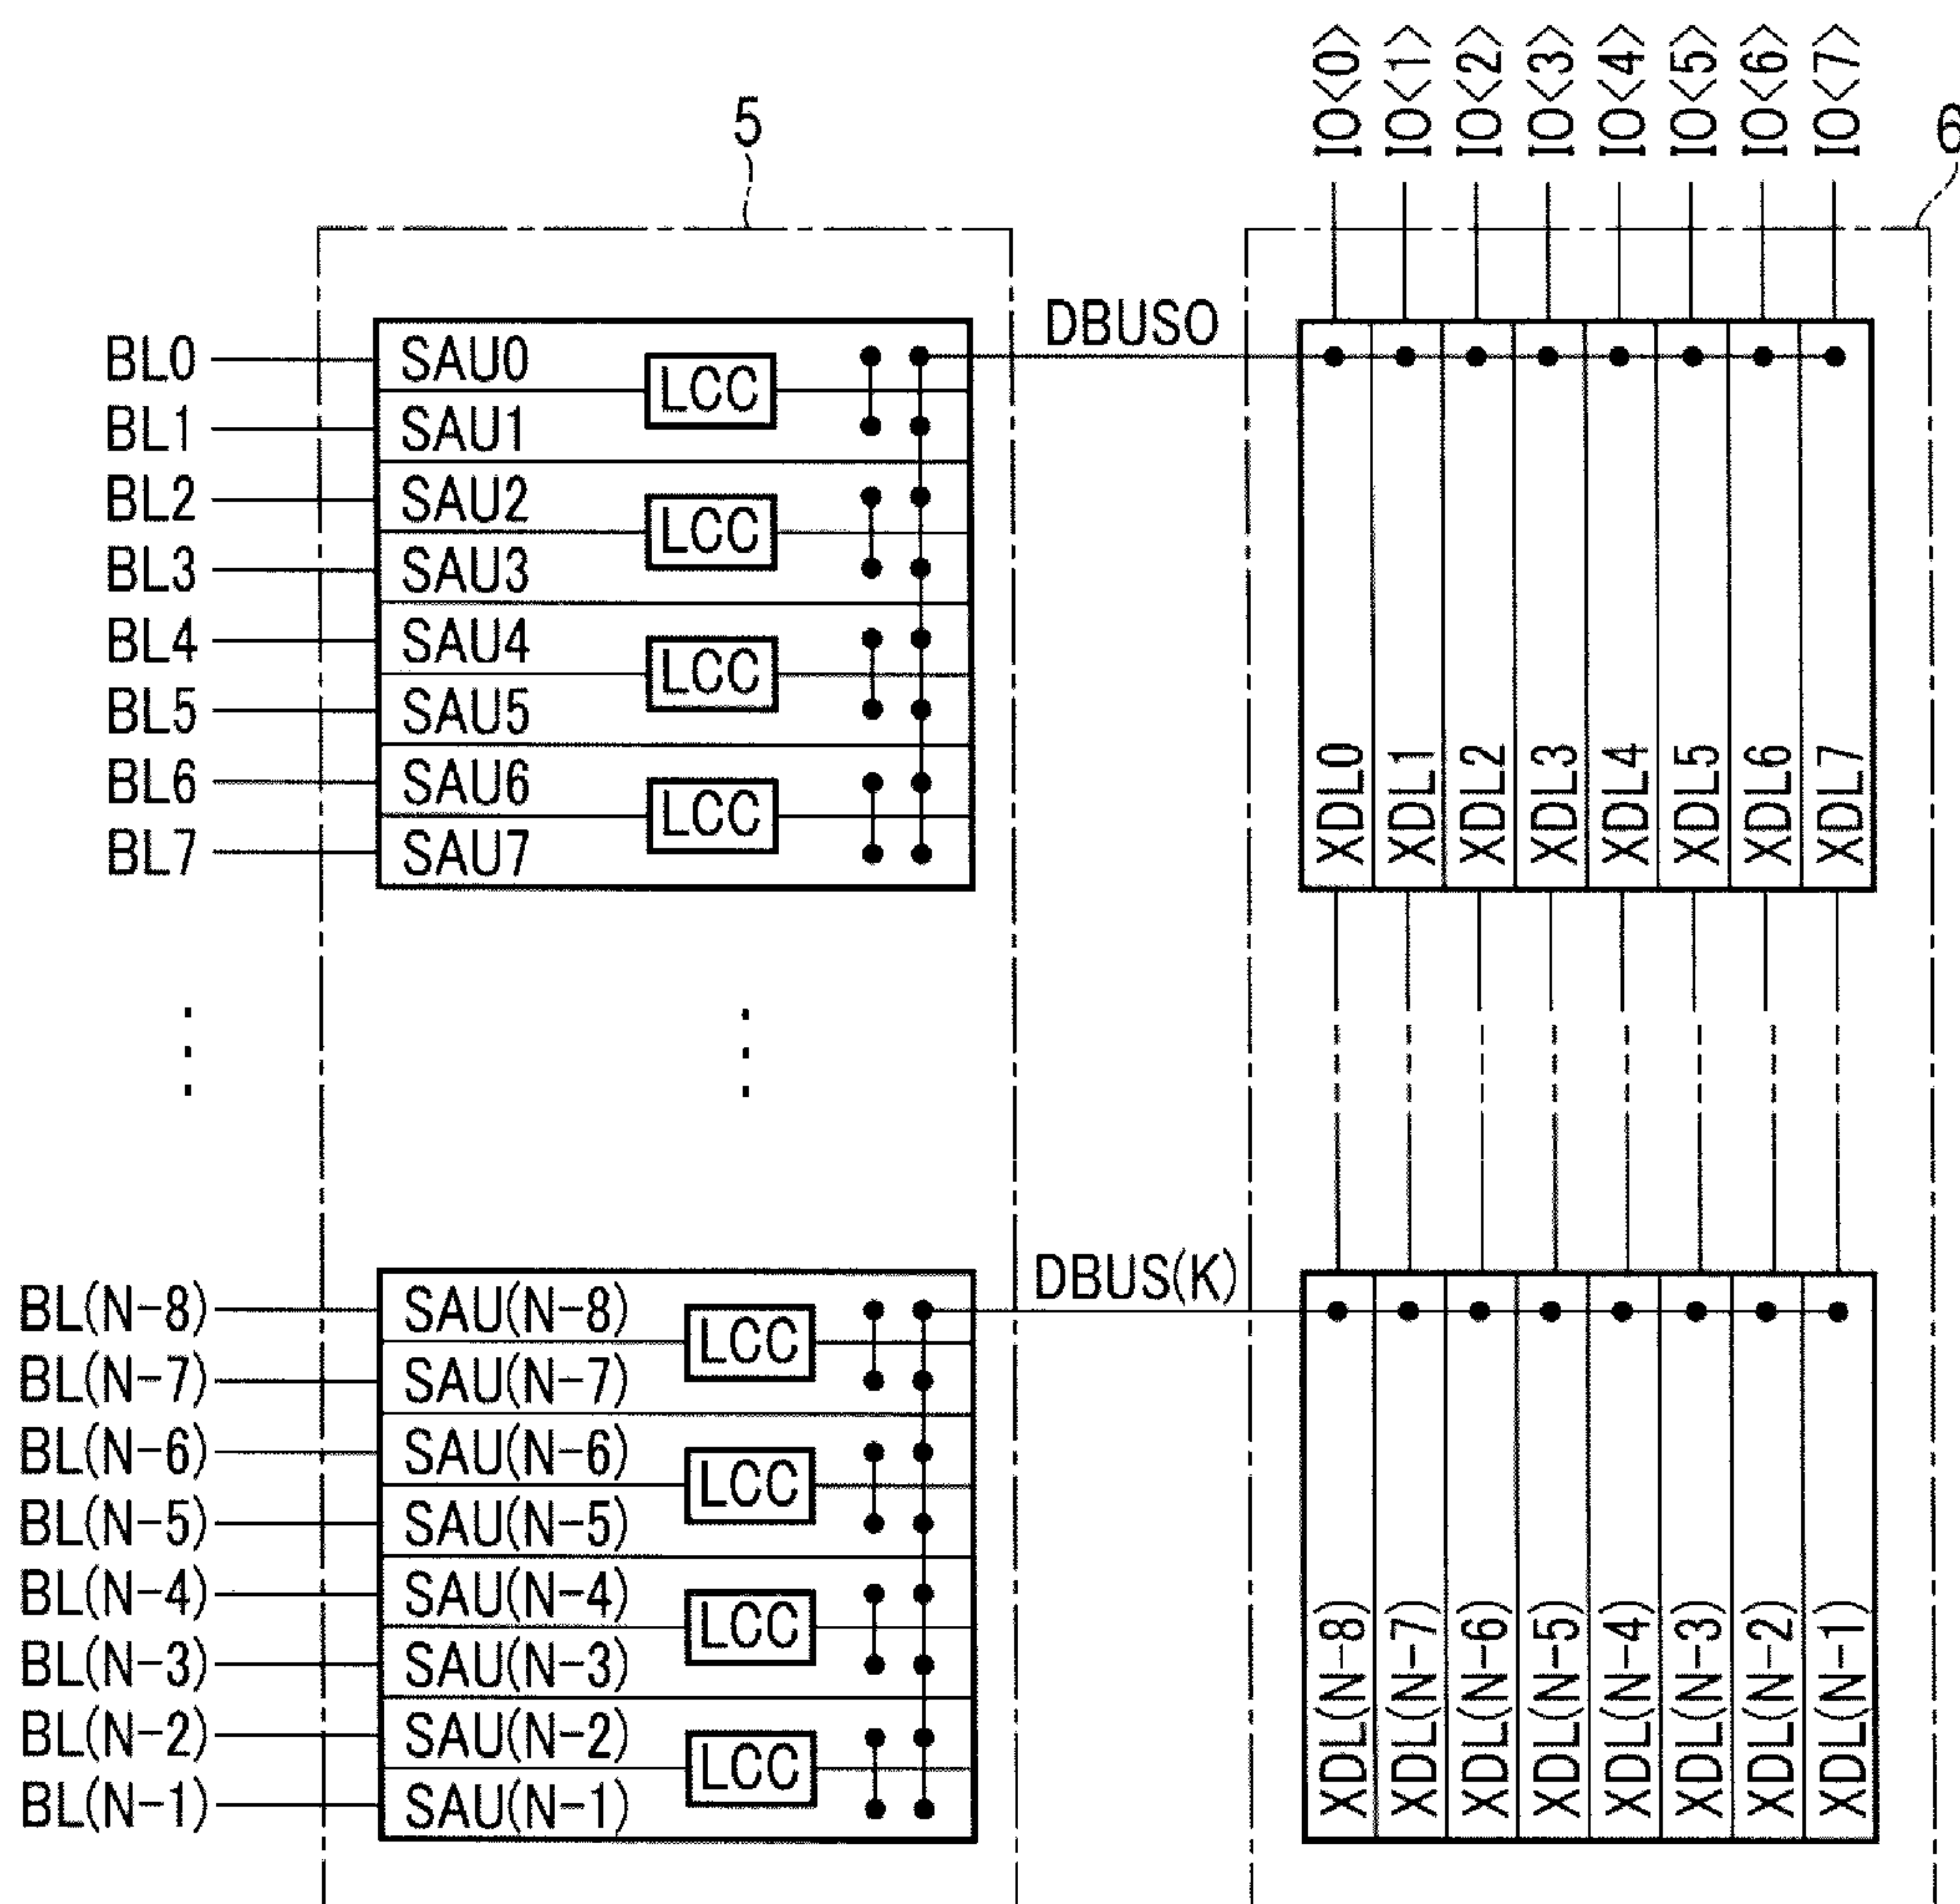 5
6
IO<0>
IO<1>
IO<2>
IO<3>
IO<4>
IO<5>
IO<6>
IO<7>
DBUS0
BL0
BL1
BL2
BL3
BL4
BL5
BL6
BL7
SAU0
SAU1
SAU2
SAU3
SAU4
SAU5
SAU6
SAU7
LCC
LCC
LCC
LCC
XDL0
XDL1
XDL2
XDL3
XDL4
XDL5
XDL6
XDL7
DBUS(K)
BL(N-8)
BL(N-7)
BL(N-6)
BL(N-5)
BL(N-4)
BL(N-3)
BL(N-2)
BL(N-1)
SAU(N-8)
SAU(N-7)
SAU(N-6)
SAU(N-5)
SAU(N-4)
SAU(N-3)
SAU(N-2)
SAU(N-1)
LCC
LCC
LCC
LCC
XDL(N-8)
XDL(N-7)
XDL(N-6)
XDL(N-5)
XDL(N-4)
XDL(N-3)
XDL(N-2)
XDL(N-1)